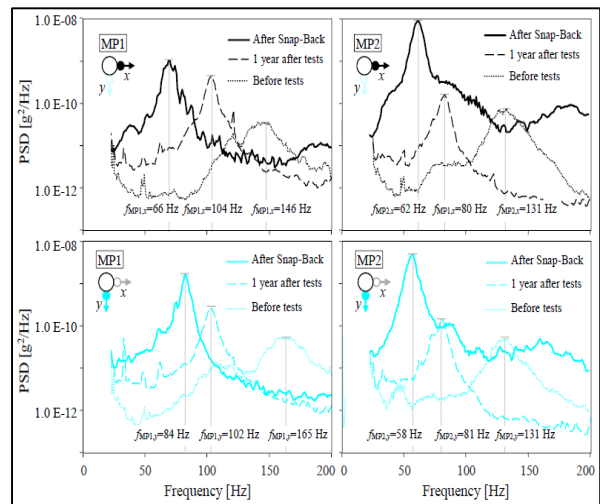 1.0 E-08
1.0 E-10
1.0 E-12
PSD [g²/Hz]
MP1
x
y
After Snap-Back
1 year after tests
Before tests
fMP1,x=66 Hz fMP1,x=104 Hz fMP1,x=146 Hz
MP2
x
y
After Snap-Back
1 year after tests
Before tests
fMP2,x=62 Hz fMP2,x=80 Hz fMP2,x=131 Hz
1.0 E-08
1.0 E-10
1.0 E-12
PSD [g²/Hz]
MP1
x
y
After Snap-Back
1 year after tests
Before tests
fMP1,y=84 Hz fMP1,y=102 Hz fMP1,y=165 Hz
MP2
x
y
After Snap-Back
1 year after tests
Before tests
fMP2,y=58 Hz fMP2,y=81 Hz fMP2,y=131 Hz
0 50 100 150 200
0 50 100 150 200
Frequency [Hz]
Frequency [Hz]